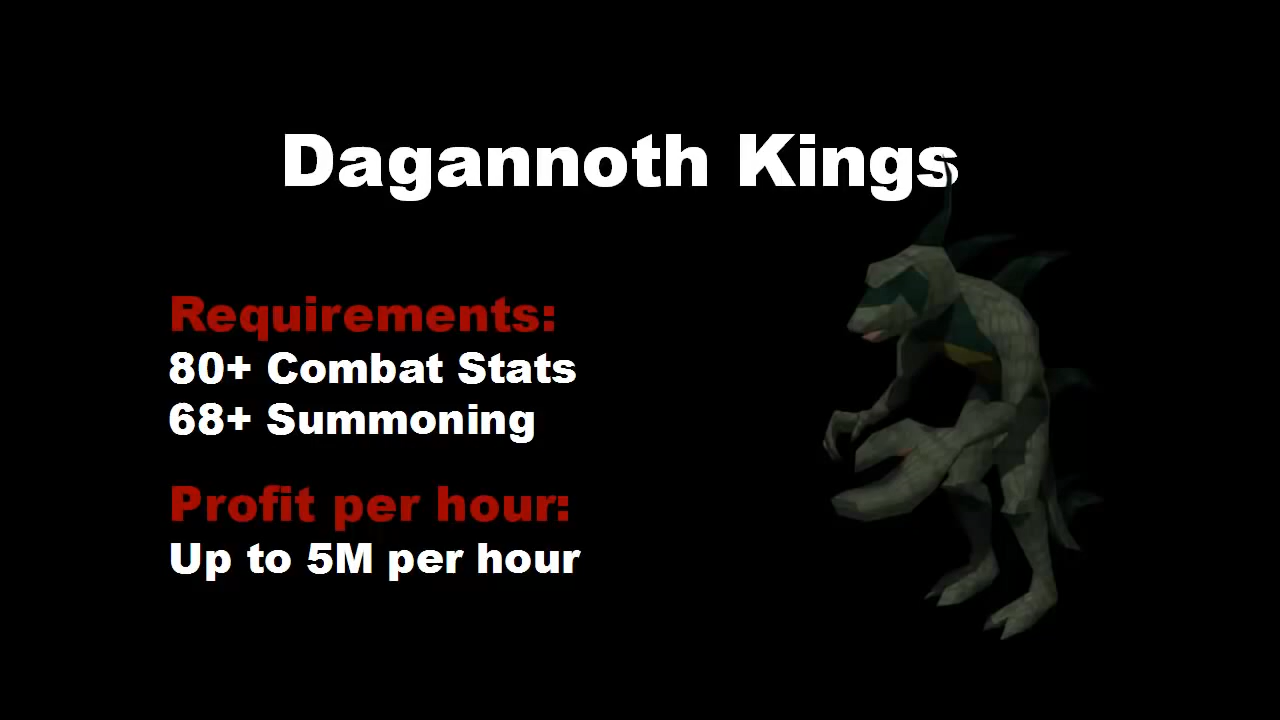 Dagannoth Kings
Requirements:
80+ Combat Stats
68+ Summoning
Profit per hour:
Up to 5M per hour